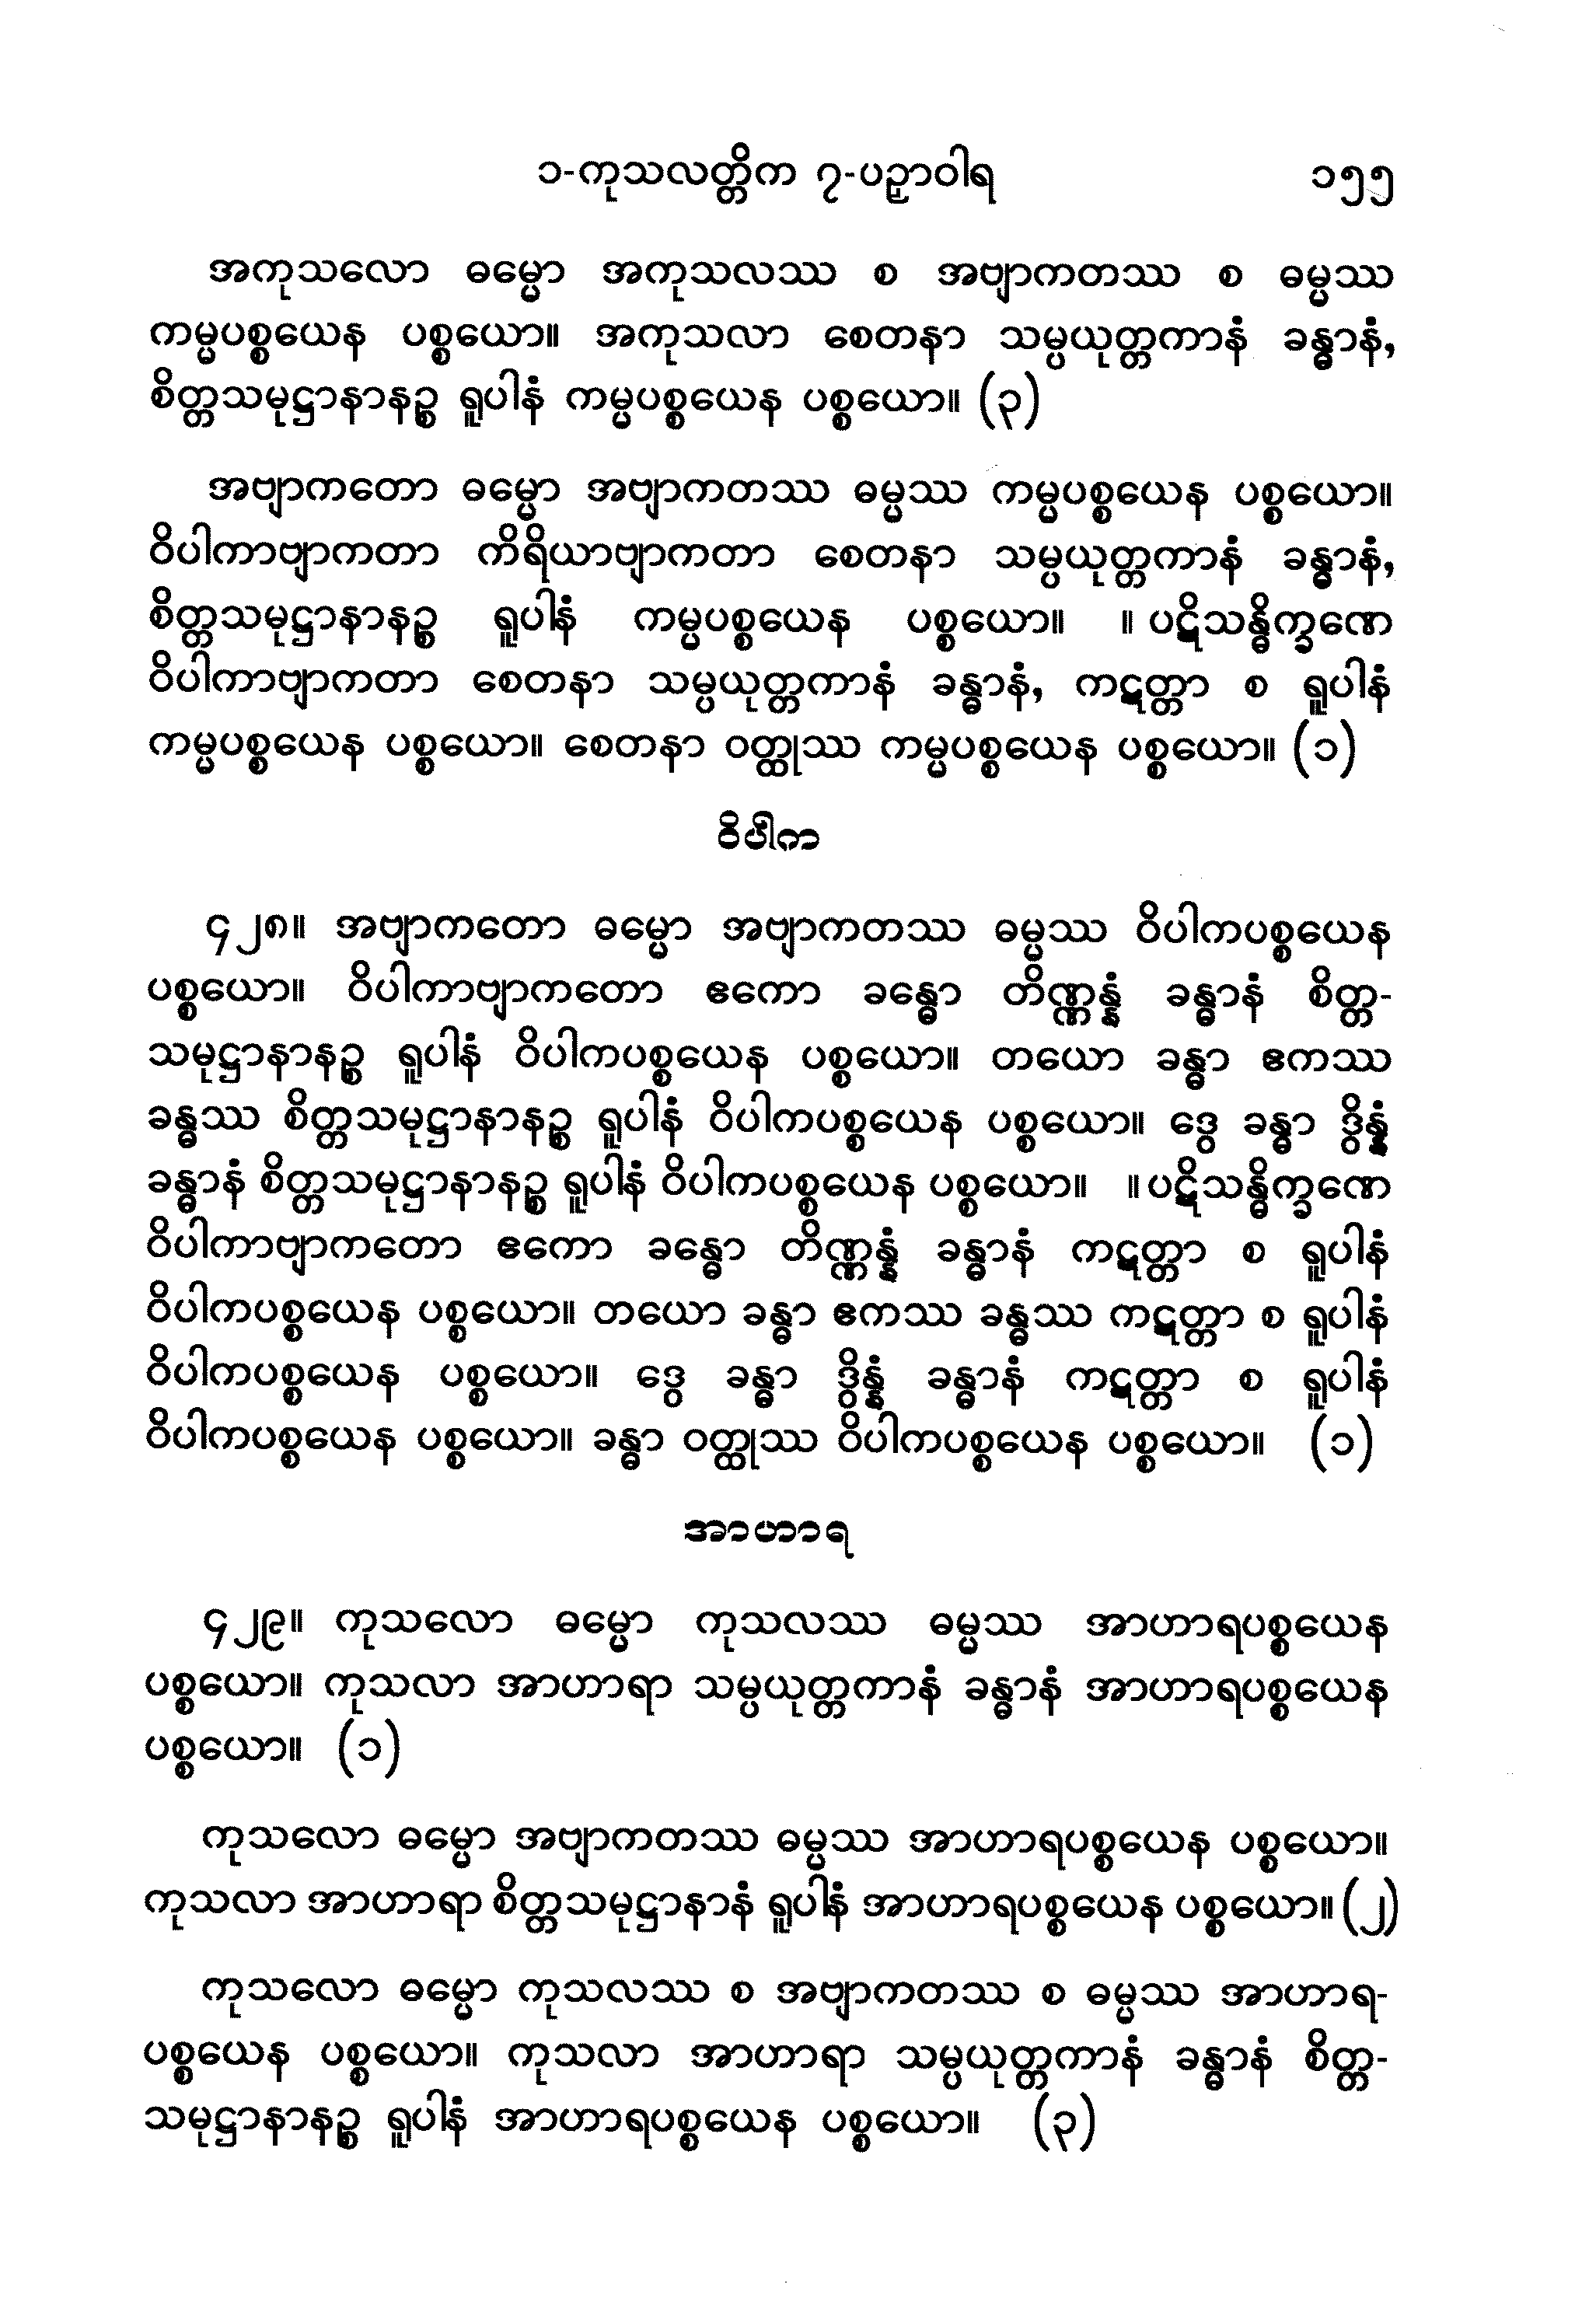 ၁-ကုသလတ္တိက ၇-ပဉှာဝါရ ၁၅၅
အကုသလော ဓမ္မော အကုသလဿ စ အဗျာကတဿ စ ဓမ္မဿ
ကမ္မပစ္စယေန ပစ္စယော။ အကုသလာ စေတနာ သမ္ပယုတ္တကာနံ ခန္ဓာနံ,
စိတ္တသမုဋ္ဌာနာနဉ္စ ရူပါနံ ကမ္မပစ္စယေန ပစ္စယော။ (၃)
အဗျာကတော ဓမ္မော အဗျာကတဿ ဓမ္မဿ ကမ္မပစ္စယေန ပစ္စယော။
ဝိပါကာဗျာကတာ ကိရိယာဗျာကတာ စေတနာ သမ္ပယုတ္တကာနံ ခန္ဓာနံ,
စိတ္တသမုဋ္ဌာနာနဉ္စ ရူပါနံ ကမ္မပစ္စယေန ပစ္စယော။ ။ ပဋိသန္ဓိက္ခဏေ
ဝိပါကာဗျာကတာ စေတနာ သမ္ပယုတ္တကာနံ ခန္ဓာနံ, ကဋတ္တာ စ ရူပါနံ
ကမ္မပစ္စယေန ပစ္စယော။ စေတနာ ဝတ္ထုဿ ကမ္မပစ္စယေန ပစ္စယော။ (၁)
ဝိပါက
၄၂၈။ အဗျာကတော ဓမ္မော အဗျာကတဿ ဓမ္မဿ ဝိပါကပစ္စယေန
ပစ္စယော။ ဝိပါကာဗျာကတော ဧကော ခန္ဓော တိဏ္ဏန္နံ ခန္ဓာနံ စိတ္တ-
သမုဋ္ဌာနာနဉ္စ ရူပါနံ ဝိပါကပစ္စယေန ပစ္စယော။ တယော ခန္ဓာ ဧကဿ
ခန္ဓဿ စိတ္တသမုဋ္ဌာနာနဉ္စ ရူပါနံ ဝိပါကပစ္စယေန ပစ္စယော။ ဒွေ ခန္ဓာ ဒွိန္နံ
ခန္ဓာနံ စိတ္တသမုဋ္ဌာနာနဉ္စ ရူပါနံ ဝိပါကပစ္စယေန ပစ္စယော။ ။ ပဋိသန္ဓိက္ခဏေ
ဝိပါကာဗျာကတော ဧကော ခန္ဓော တိဏ္ဏန္နံ ခန္ဓာနံ ကဋတ္တာ စ ရူပါနံ
ဝိပါကပစ္စယေန ပစ္စယော။ တယော ခန္ဓာ ဧကဿ ခန္ဓဿ ကဋတ္တာ စ ရူပါနံ
ဝိပါကပစ္စယေန ပစ္စယော။ ဒွေ ခန္ဓာ ဒွိန္နံ ခန္ဓာနံ ကဋတ္တာ စ ရူပါနံ
ဝိပါကပစ္စယေန ပစ္စယော။ ခန္ဓာ ဝတ္ထုဿ ဝိပါကပစ္စယေန ပစ္စယော။ (၁)
အာဟာရ
၄၂၉။ ကုသလော ဓမ္မော ကုသလဿ ဓမ္မဿ အာဟာရပစ္စယေန
ပစ္စယော။ ကုသလာ အာဟာရာ သမ္ပယုတ္တကာနံ ခန္ဓာနံ အာဟာရပစ္စယေန
ပစ္စယော။ (၁)
ကုသလော ဓမ္မော အဗျာကတဿ ဓမ္မဿ အာဟာရပစ္စယေန ပစ္စယော။
ကုသလာ အာဟာရာ စိတ္တသမုဋ္ဌာနာနံ ရူပါနံ အာဟာရပစ္စယေန ပစ္စယော။ (၂)
ကုသလော ဓမ္မော ကုသလဿ စ အဗျာကတဿ စ ဓမ္မဿ အာဟာရ-
ပစ္စယေန ပစ္စယော။ ကုသလာ အာဟာရာ သမ္ပယုတ္တကာနံ ခန္ဓာနံ စိတ္တ-
သမုဋ္ဌာနာနဉ္စ ရူပါနံ အာဟာရပစ္စယေန ပစ္စယော။ (၃)